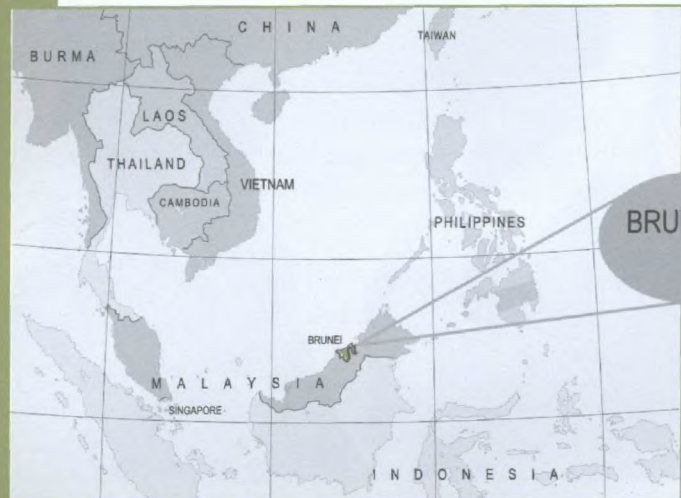 CHINA
TAIWAN
BURMA
LAOS
THAILAND
VIETNAM
CAMBODIA
PHILIPPINES
BRU
BRUNEI
MALAYSIA
SINGAPORE
INDONESIA